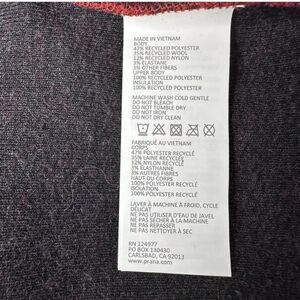 MADE IN VIETNAM
BODY
47% RECYCLED POLYESTER
35% RECYCLED WOOL
12% RECYCLED NYLON
3% ELASTANE
3% OTHER FIBERS
UPPER BODY
100% RECYCLED POLYESTER
INSULATION
100% RECYCLED POLYESTER
MACHINE WASH COLD GENTLE
DO NOT BLEACH
DO NOT TUMBLE DRY
DO NOT IRON
DO NOT DRY CLEAN
FABRIQUÉ AU VIETNAM
CORPS
47% POLYESTER RECYCLÉ
35% LAINE RECYCLÉE
12% NYLON RECYCLÉ
3% ÉLASTHANNE
3% AUTRES FIBRES
HAUT DU CORPS
100% POLYESTER RECYCLÉ
ISOLATION
100% POLYESTER RECYCLÉ
LAVER À MACHINE À FROID, CYCLE
DÉLICAT
NE PAS UTILISER D'EAU DE JAVEL
NE PAS SÉCHER À LA MACHINE
NE PAS REPASSER
NE PAS NETTOYER À SEC
RN 124977
PO BOX 130430
CARLSBAD, CA 92013
www.prana.com